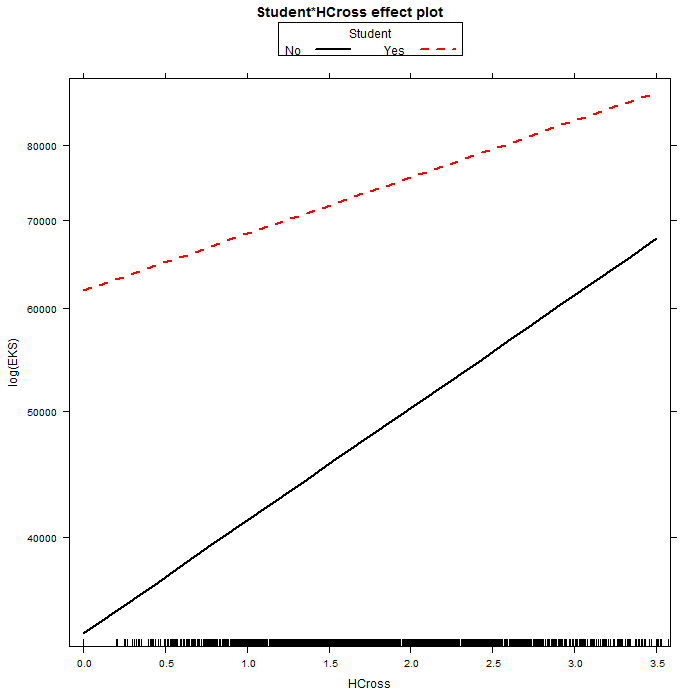 Student*HCross effect plot
Student
No Yes
80000
70000
60000
50000
40000
log(EKS)
0.0 0.5 1.0 1.5 2.0 2.5 3.0 3.5
HCross